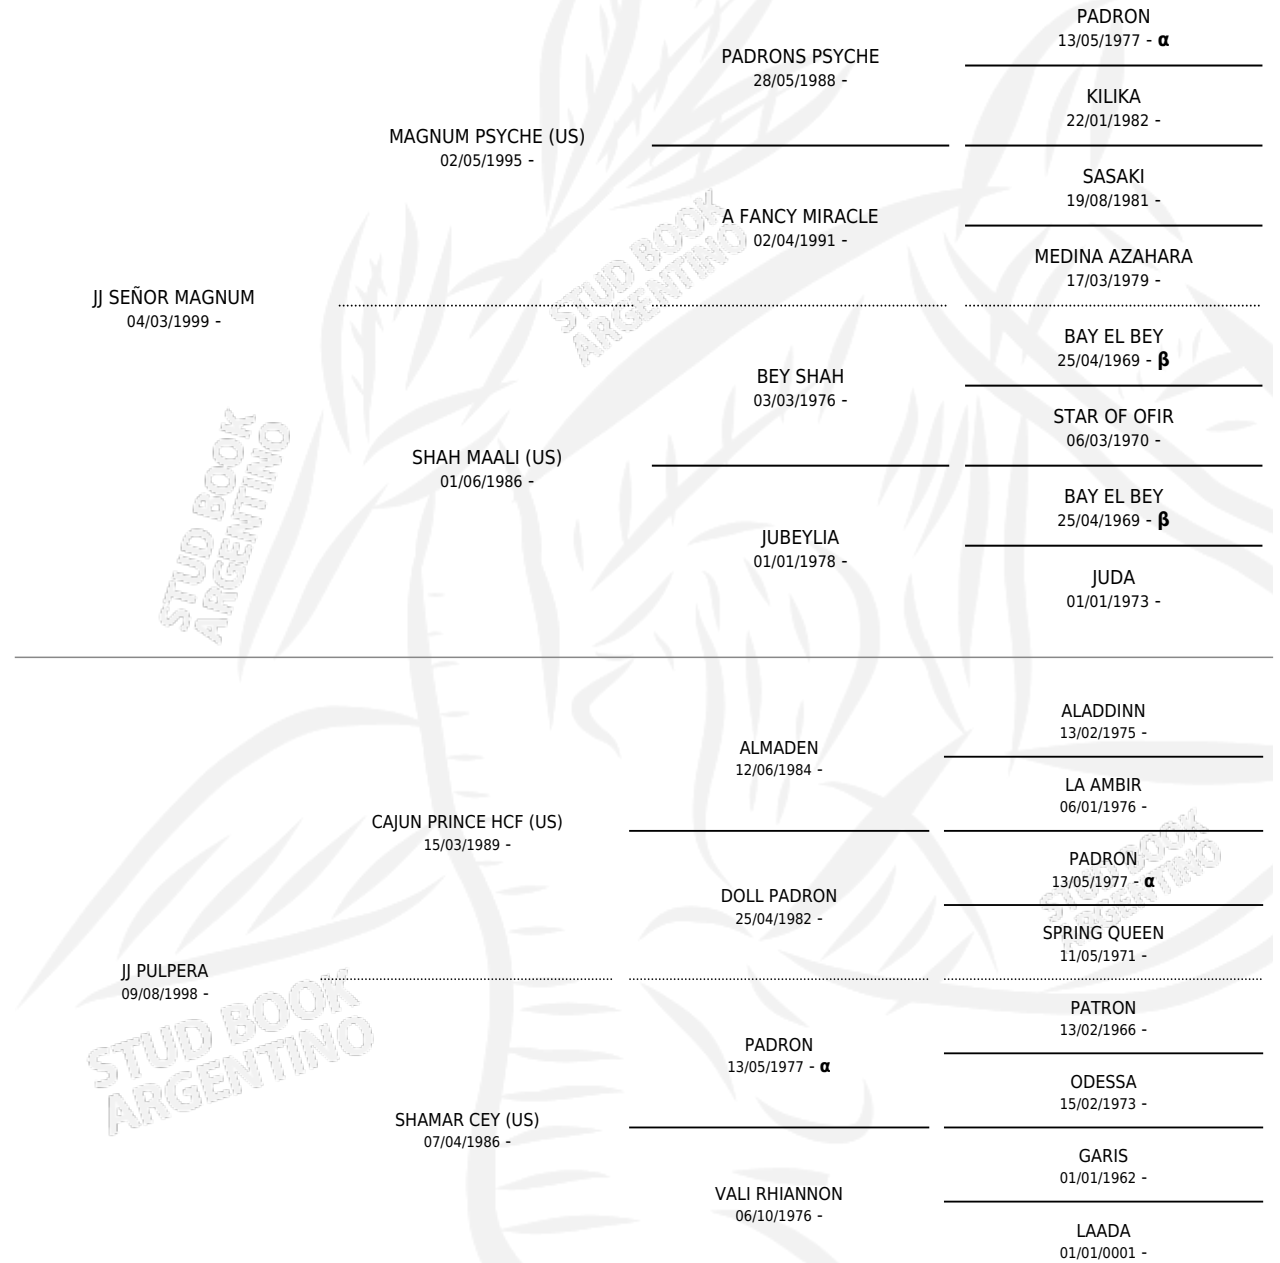 PADRON
13/05/1977 - α
PADRONS PSYCHE
28/05/1988 -
KILIKA
22/01/1982 -
MAGNUM PSYCHE (US)
02/05/1995 -
SASAKI
19/08/1981 -
A FANCY MIRACLE
02/04/1991 -
MEDINA AZAHARA
17/03/1979 -
JJ SEÑOR MAGNUM
04/03/1999 -
BAY EL BEY
25/04/1969 - β
BEY SHAH
03/03/1976 -
STAR OF OFIR
06/03/1970 -
SHAH MAALI (US)
01/06/1986 -
BAY EL BEY
25/04/1969 - β
JUBEYLIA
01/01/1978 -
JUDA
01/01/1973 -
ALADDINN
13/02/1975 -
ALMADEN
12/06/1984 -
LA AMBIR
06/01/1976 -
CAJUN PRINCE HCF (US)
15/03/1989 -
PADRON
13/05/1977 - α
DOLL PADRON
25/04/1982 -
SPRING QUEEN
11/05/1971 -
JJ PULPERA
09/08/1998 -
PATRON
13/02/1966 -
PADRON
13/05/1977 - α
ODESSA
15/02/1973 -
SHAMAR CEY (US)
07/04/1986 -
GARIS
01/01/1962 -
VALI RHIANNON
06/10/1976 -
LAADA
01/01/0001 -
STUD BOOK
ARGENTINO
STUD BOOK
ARGENTINO
STUD BOOK
ARGENTINO
STUD BOOK
ARGENTINO